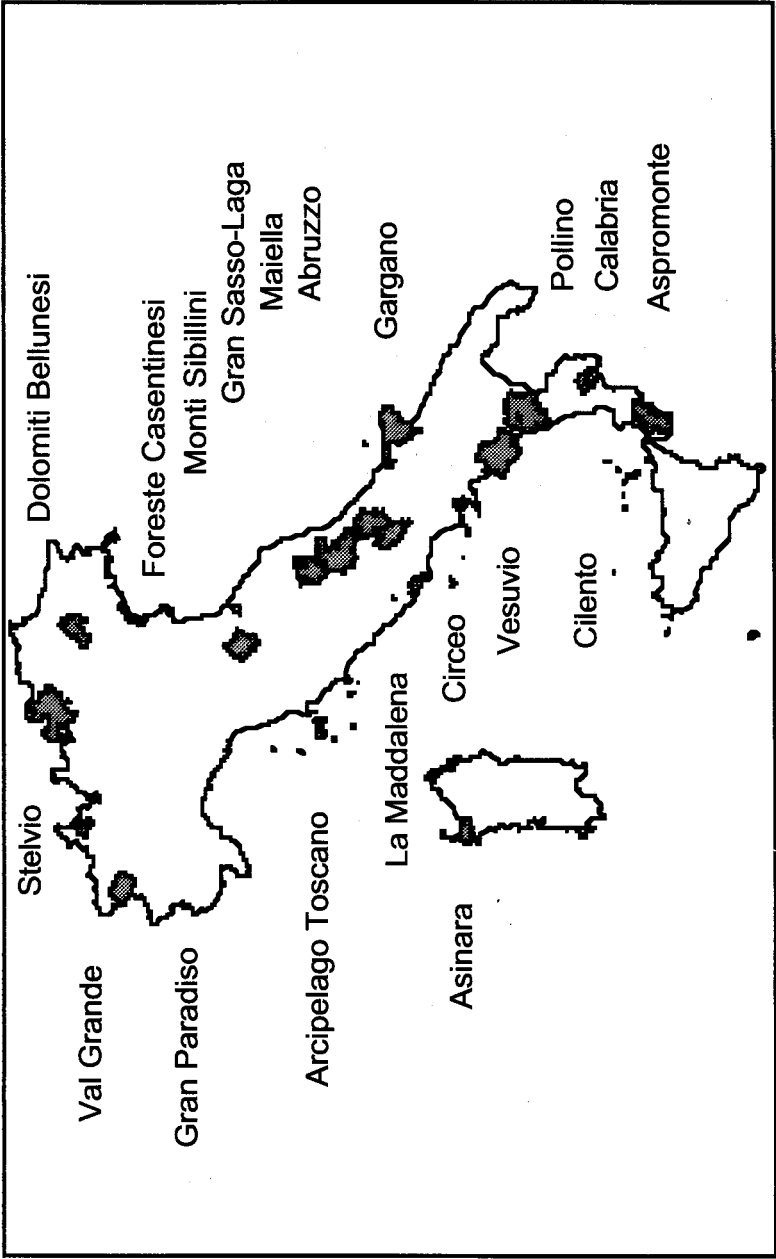 Stelvio
Dolomiti Bellunesi
Val Grande
Foreste Casentinesi
Gran Paradiso
Monti Sibillini
Gran Sasso-Laga
Maiella
Arcipelago Toscano
Abruzzo
La Maddalena
Gargano
Asinara
Circeo
Vesuvio
Pollino
Cilento
Calabria
Aspromonte